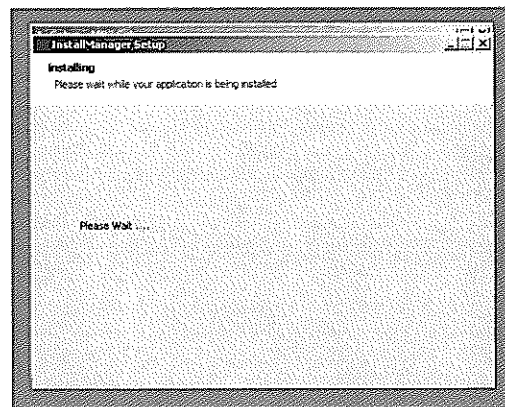 InstallManager Setup
Installing
Please wait while your application is being installed
Please Wait ....